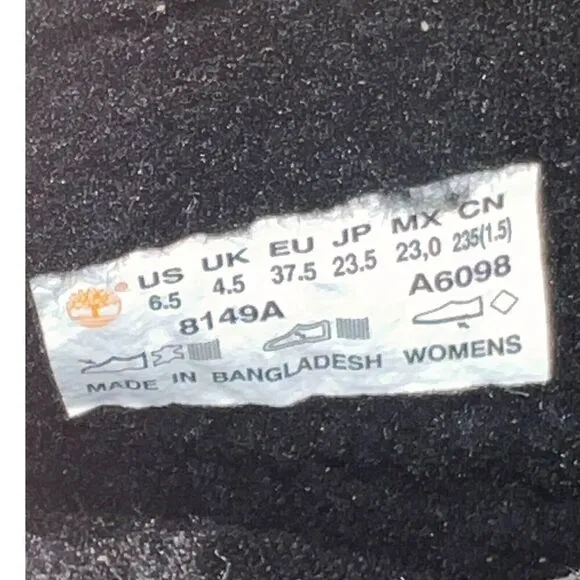 US UK EU JP MX CN
6.5 4.5 37.5 23.5 23,0 235(1.5)
8149A A6098
MADE IN BANGLADESH WOMENS